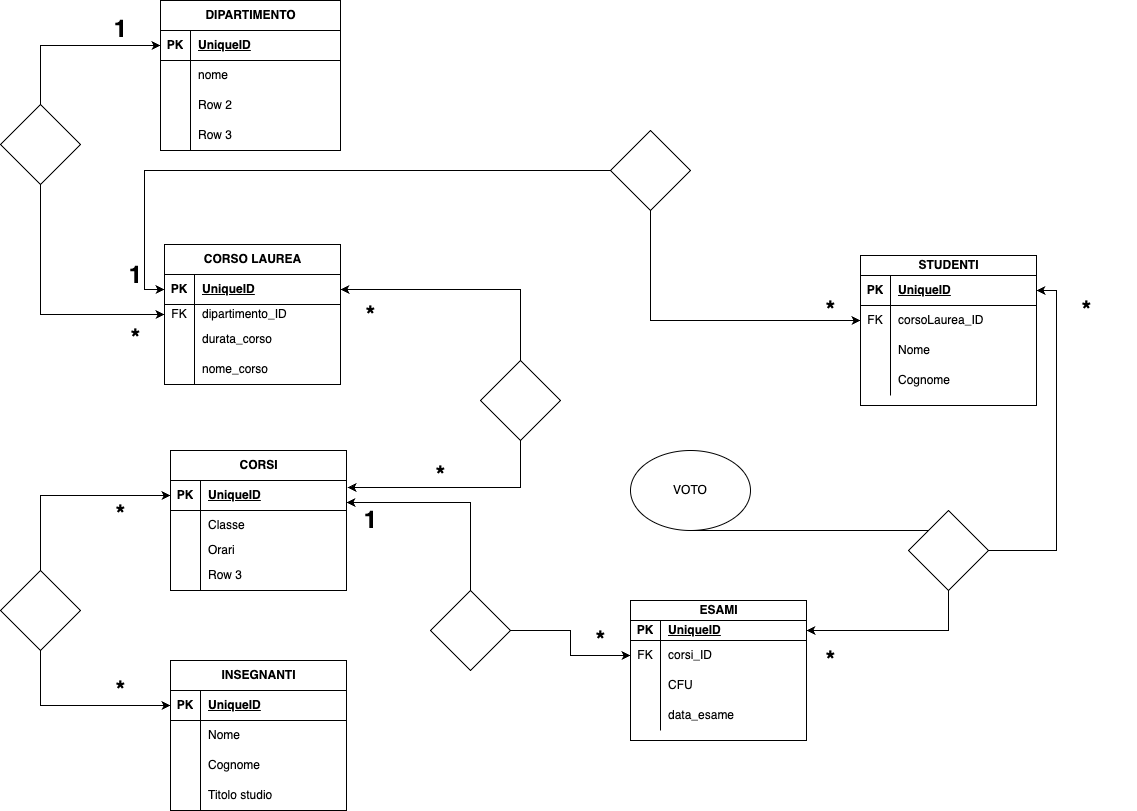 DIPARTIMENTO
1
PK UniqueID
nome
Row 2
Row 3
CORSO LAUREA
1
PK UniqueID
*
FK dipartimento_ID
*
durata_corso
nome_corso
STUDENTI
PK UniqueID
*
*
FK corsoLaurea_ID
Nome
Cognome
CORSI
*
PK UniqueID
*
1
Classe
Orari
Row 3
VOTO
ESAMI
PK UniqueID
*
FK corsi_ID
*
CFU
data_esame
INSEGNANTI
*
PK UniqueID
Nome
Cognome
Titolo studio